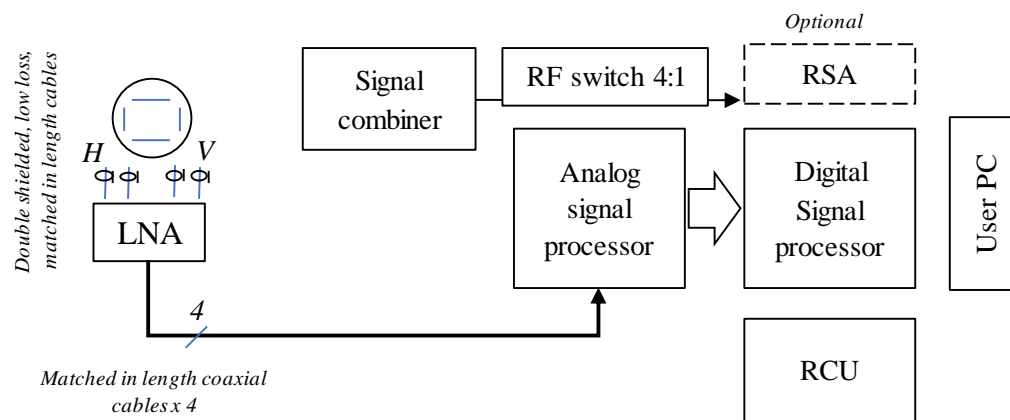 Optional
Double shielded, low loss,
matched in length cables
Signal
combiner
RF switch 4:1
RSA
H
V
LNA
Analog
signal
processor
Digital
Signal
processor
User PC
4
Matched in length coaxial
cables x 4
RCU